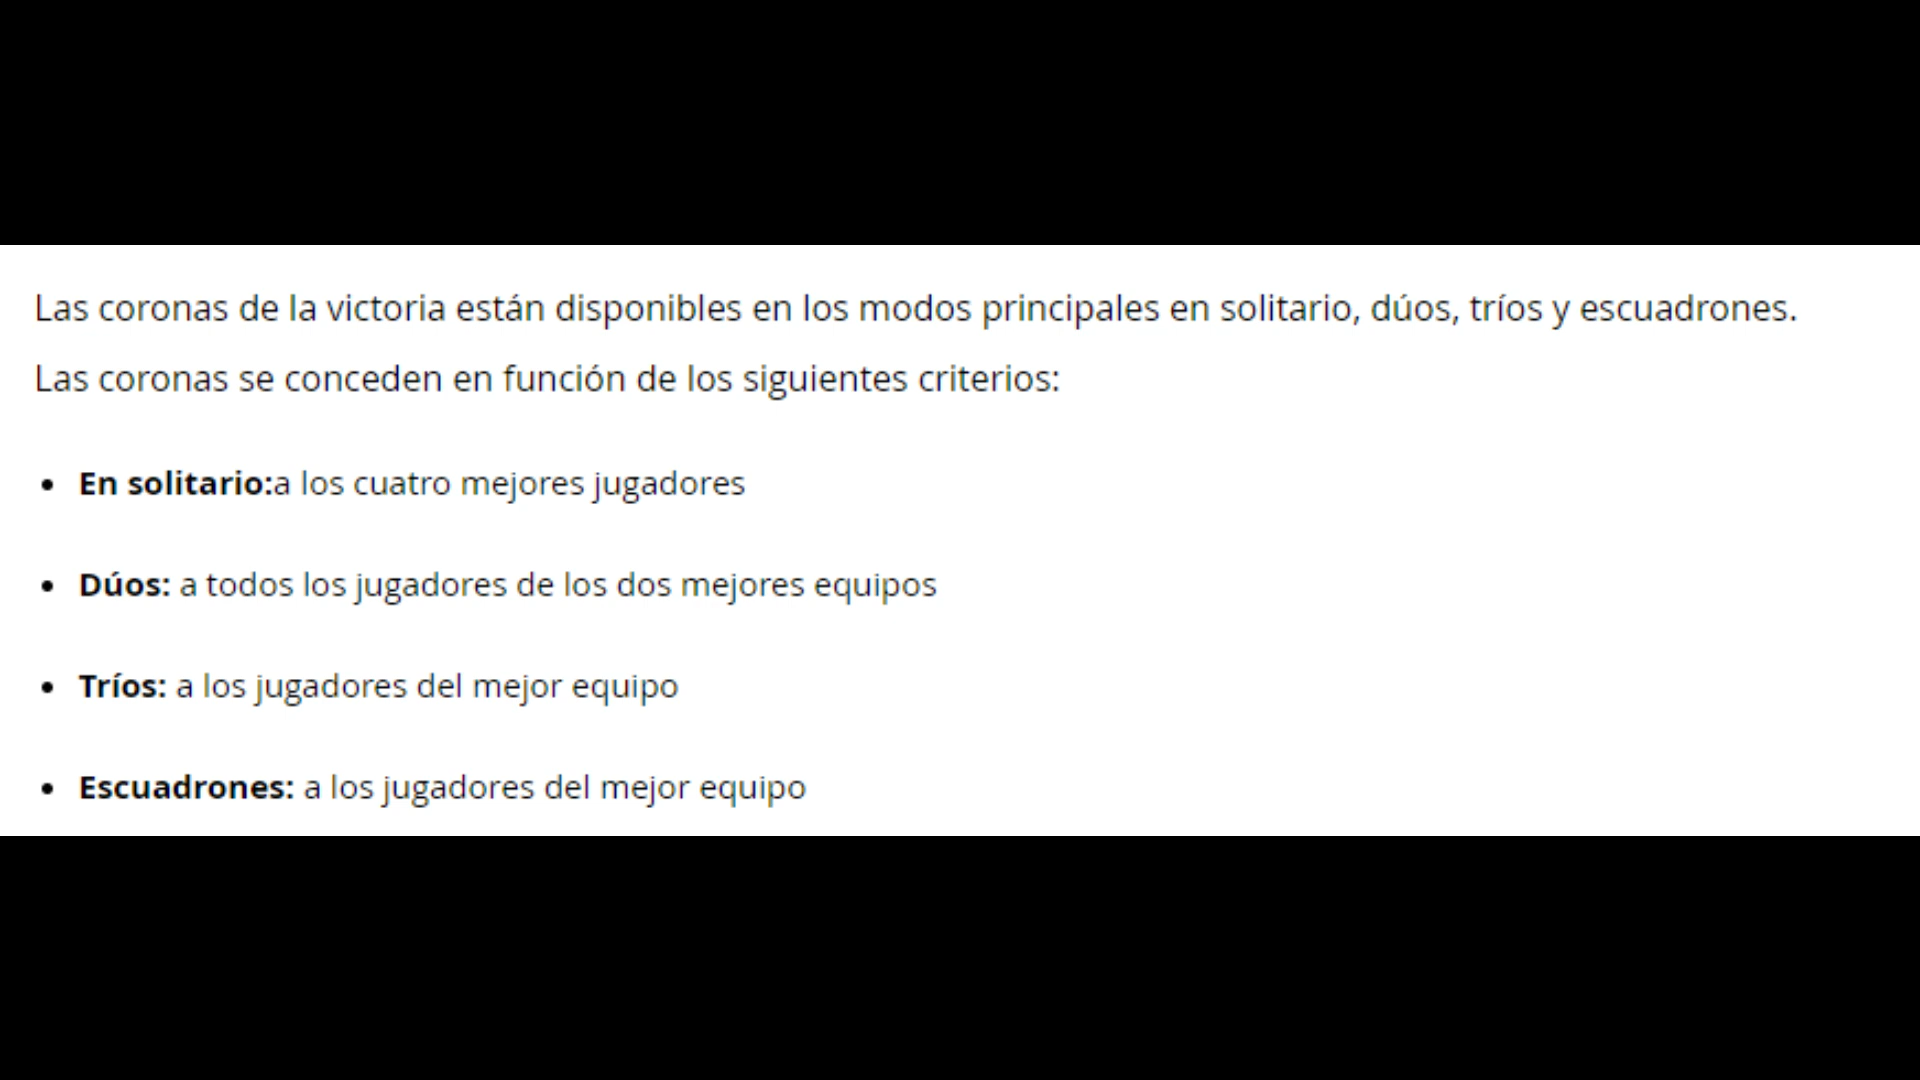 Las coronas de la victoria están disponibles en los modos principales en solitario, dúos, tríos y escuadrones.
Las coronas se conceden en función de los siguientes criterios:
• En solitario:a los cuatro mejores jugadores
• Dúos: a todos los jugadores de los dos mejores equipos
• Tríos: a los jugadores del mejor equipo
• Escuadrones: a los jugadores del mejor equipo